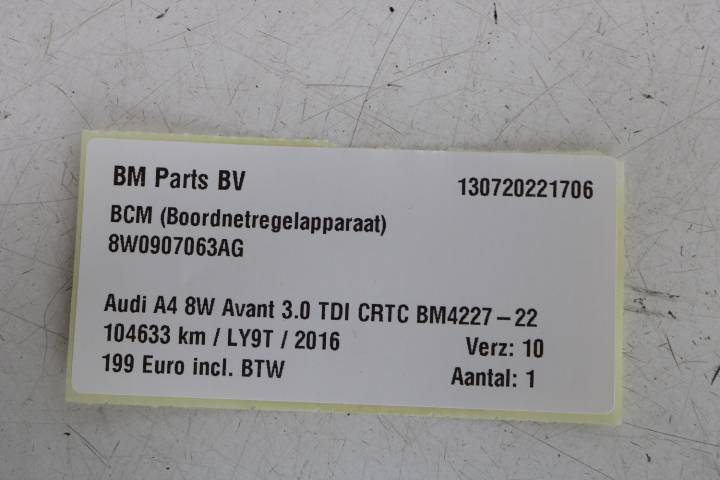 BM Parts BV 130720221706
BCM (Boordnetregelapparaat)
8W0907063AG
Audi A4 8W Avant 3.0 TDI CRTC BM4227-22
104633 km / LY9T / 2016 Verz: 10
199 Euro incl. BTW Aantal: 1